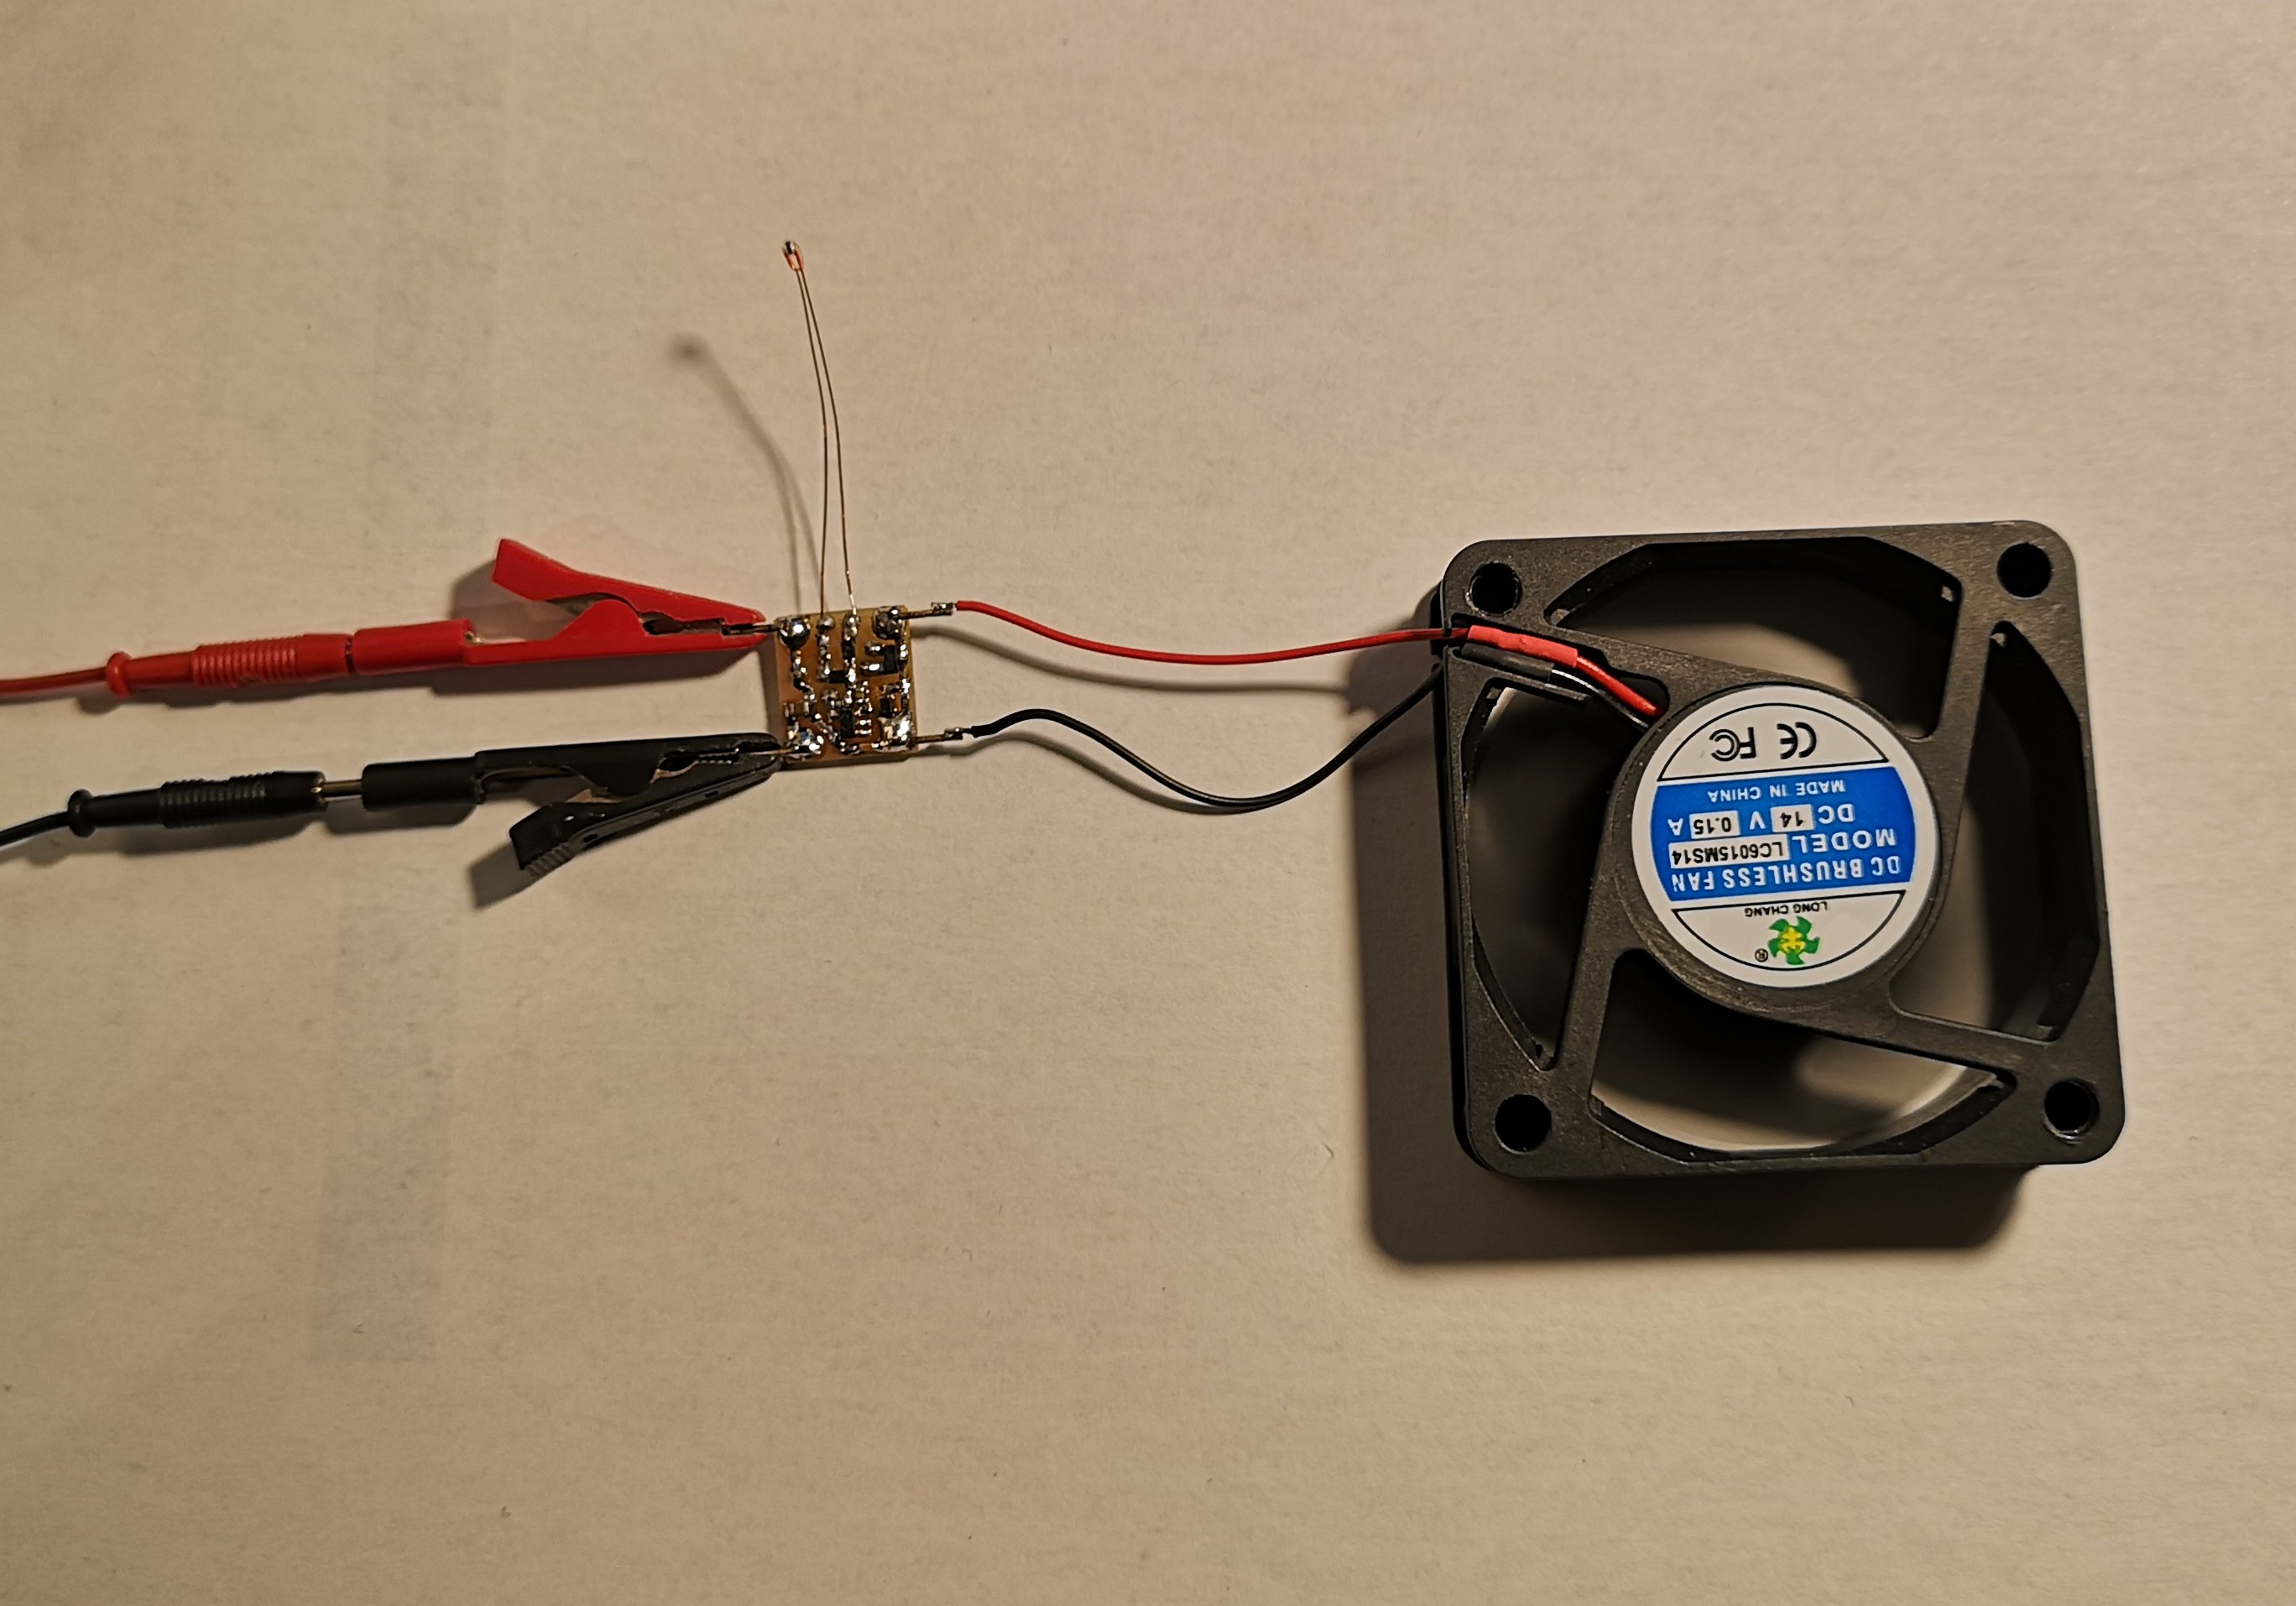 LONG CHANG
®
DC BRUSHLESS FAN
MODEL LC6015MS14
DC 14 V 0.15 A
MADE IN CHINA
CE FC